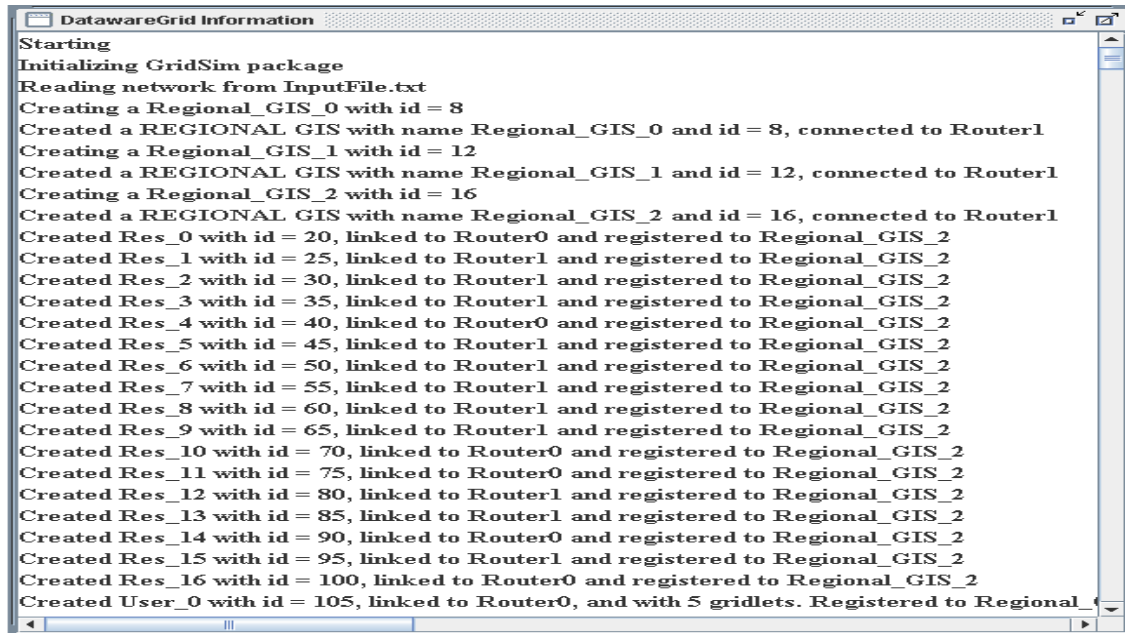 DatawareGrid Information
Starting
Initializing GridSim package
Reading network from InputFile.txt
Creating a Regional_GIS_0 with id = 8
Created a REGIONAL GIS with name Regional_GIS_0 and id = 8, connected to Router1
Creating a Regional_GIS_1 with id = 12
Created a REGIONAL GIS with name Regional_GIS_1 and id = 12, connected to Router1
Creating a Regional_GIS_2 with id = 16
Created a REGIONAL GIS with name Regional_GIS_2 and id = 16, connected to Router1
Created Res_0 with id = 20, linked to Router0 and registered to Regional_GIS_2
Created Res_1 with id = 25, linked to Router1 and registered to Regional_GIS_2
Created Res_2 with id = 30, linked to Router1 and registered to Regional_GIS_2
Created Res_3 with id = 35, linked to Router1 and registered to Regional_GIS_2
Created Res_4 with id = 40, linked to Router0 and registered to Regional_GIS_2
Created Res_5 with id = 45, linked to Router1 and registered to Regional_GIS_2
Created Res_6 with id = 50, linked to Router1 and registered to Regional_GIS_2
Created Res_7 with id = 55, linked to Router1 and registered to Regional_GIS_2
Created Res_8 with id = 60, linked to Router1 and registered to Regional_GIS_2
Created Res_9 with id = 65, linked to Router1 and registered to Regional_GIS_2
Created Res_10 with id = 70, linked to Router0 and registered to Regional_GIS_2
Created Res_11 with id = 75, linked to Router0 and registered to Regional_GIS_2
Created Res_12 with id = 80, linked to Router1 and registered to Regional_GIS_2
Created Res_13 with id = 85, linked to Router1 and registered to Regional_GIS_2
Created Res_14 with id = 90, linked to Router0 and registered to Regional_GIS_2
Created Res_15 with id = 95, linked to Router1 and registered to Regional_GIS_2
Created Res_16 with id = 100, linked to Router0 and registered to Regional_GIS_2
Created User_0 with id = 105, linked to Router0, and with 5 gridlets. Registered to Regional_